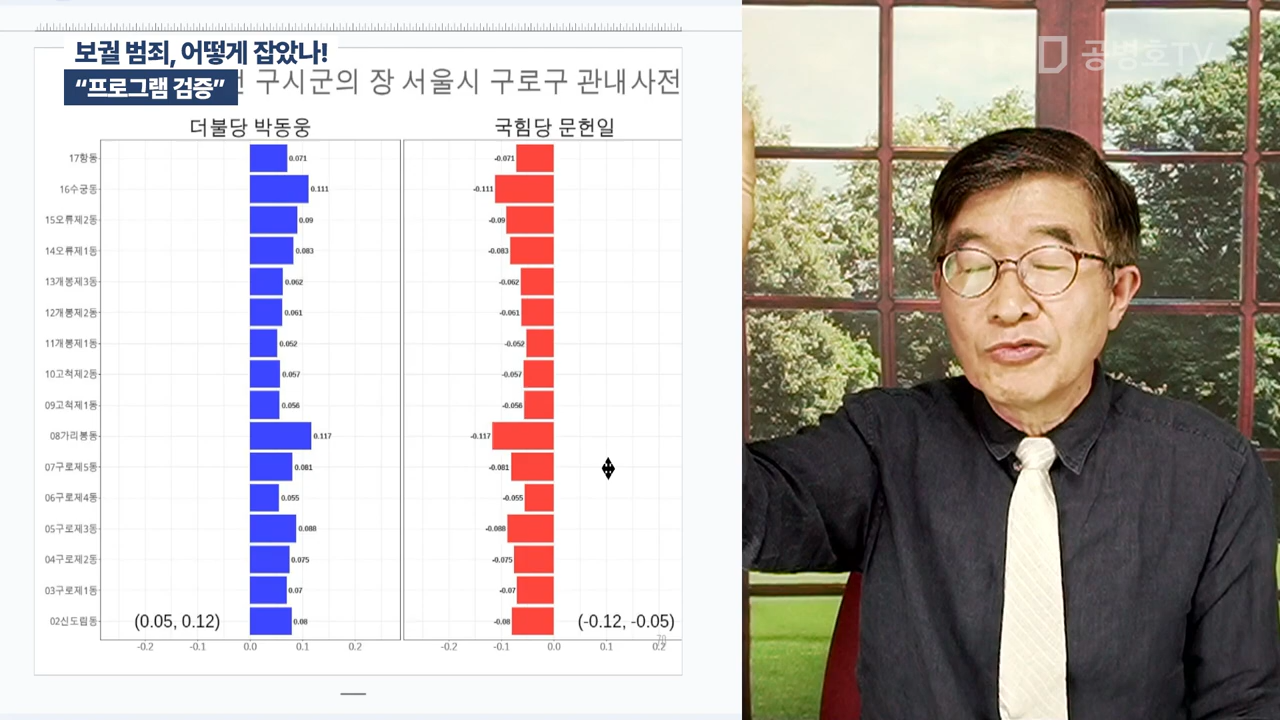 보궐 범죄, 어떻게 잡았나!
“프로그램 검증”
구시군의 장 서울시 구로구 관내사전
공병호TV
더불당 박동웅
국힘당 문헌일
17항동 0.071 -0.071
16수궁동 0.111 -0.111
15오류제2동 0.09 -0.09
14오류제1동 0.083 -0.083
13개봉제3동 0.062 -0.062
12개봉제2동 0.061 -0.061
11개봉제1동 0.052 -0.052
10고척제2동 0.057 -0.057
09고척제1동 0.056 -0.056
08가리봉동 0.117 -0.117
07구로제5동 0.081 -0.081
06구로제4동 0.055 -0.055
05구로제3동 0.088 -0.088
04구로제2동 0.075 -0.075
03구로제1동 0.07 -0.07
02신도림동 0.08 -0.08
(0.05, 0.12) (-0.12, -0.05)
70
-0.2 -0.1 0.0 0.1 0.2 -0.2 -0.1 0.0 0.1 0.2